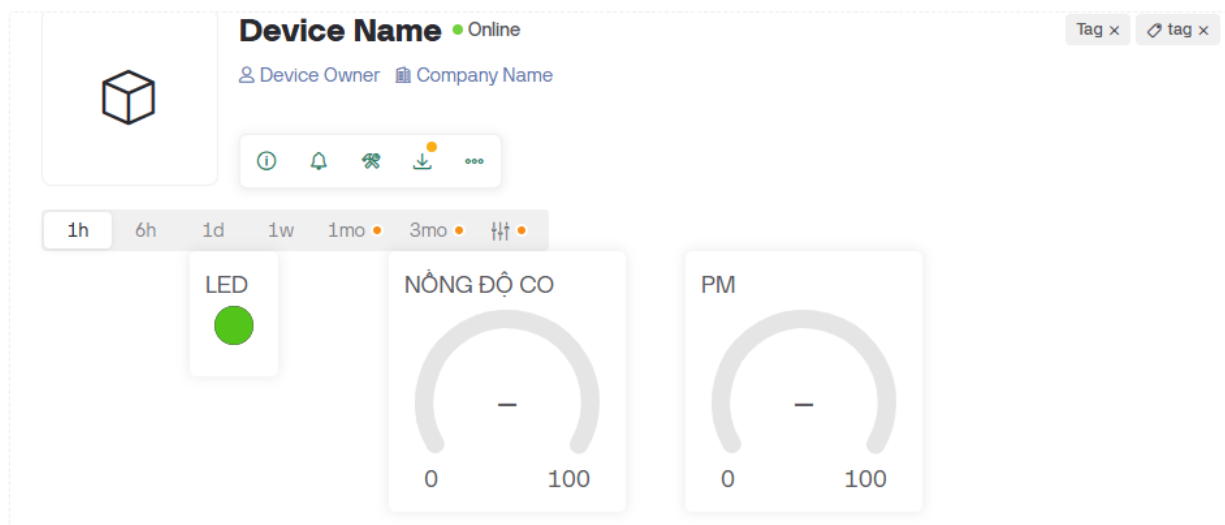 Device Name Online Tag × tag ×
Device Owner Company Name
1h 6h 1d 1w 1mo 3mo
LED NỒNG ĐỘ CO PM
– –
0 100 0 100